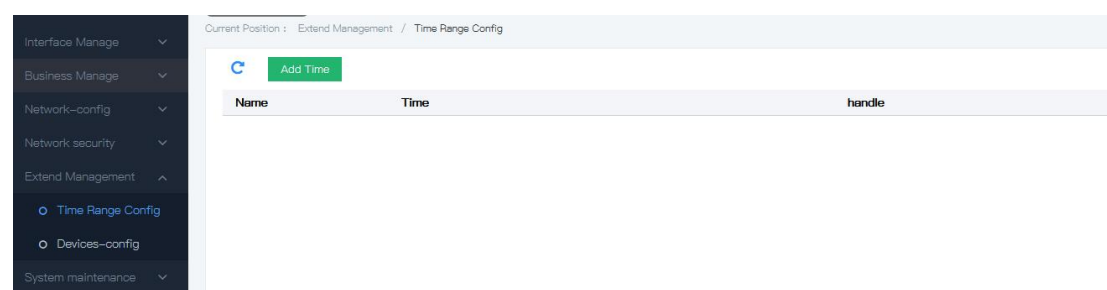 Current Position : Extend Management / Time Range Config
Interface Manage
Business Manage
Network-config
Network security
Extend Management
Time Range Config
Devices-config
System maintenance
Add Time
Name Time handle